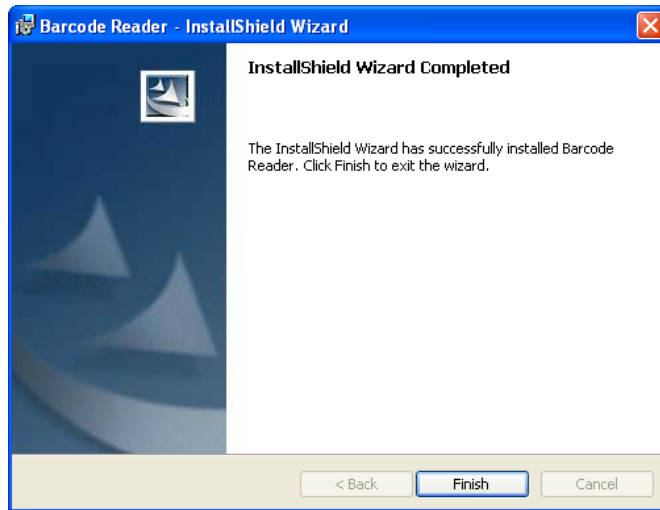 Barcode Reader - InstallShield Wizard
InstallShield Wizard Completed
The InstallShield Wizard has successfully installed Barcode
Reader. Click Finish to exit the wizard.
< Back Finish Cancel